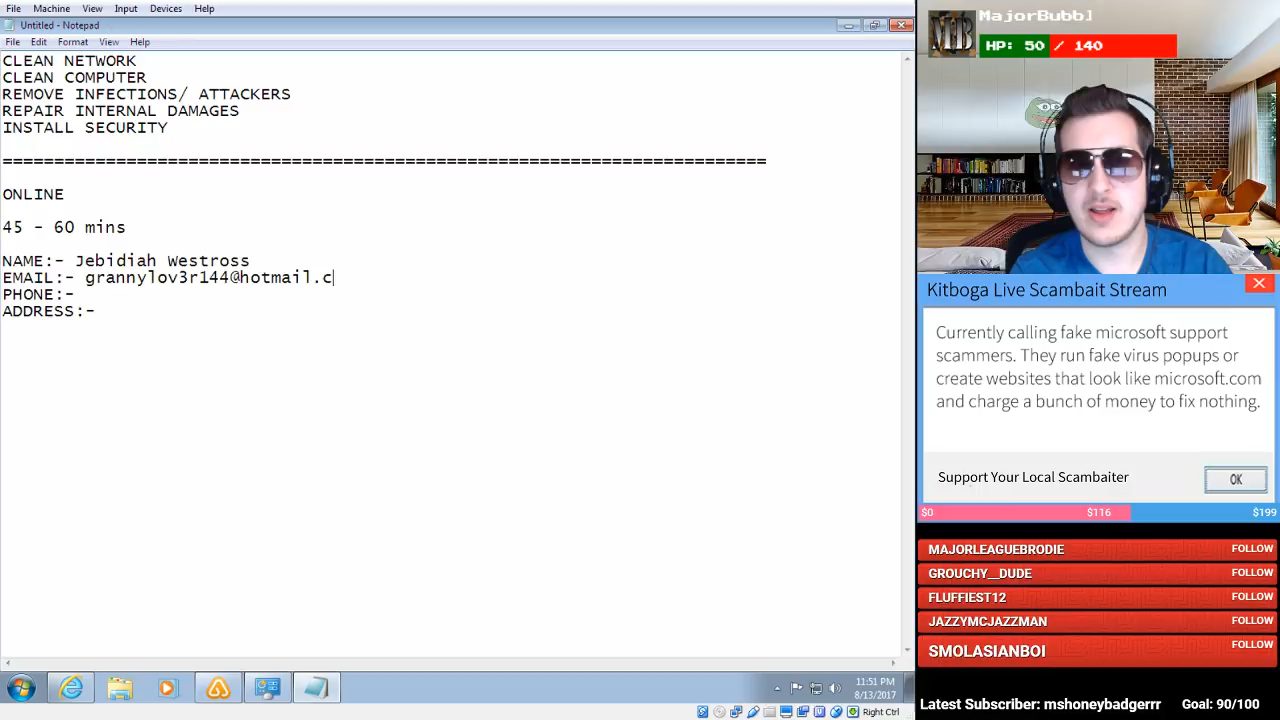 File Machine View Input Devices Help
Untitled - Notepad
File Edit Format View Help
CLEAN NETWORK
CLEAN COMPUTER
REMOVE INFECTIONS/ ATTACKERS
REPAIR INTERNAL DAMAGES
INSTALL SECURITY
==========================================================================
ONLINE
45 - 60 mins
NAME:- Jebidiah Westross
EMAIL:- grannylov3r144@hotmail.c
PHONE:-
ADDRESS:-
11:51 PM
8/13/2017
Right Ctrl
MB
MajorBubbl
HP: 50 / 140
Kitboga Live Scambait Stream
Currently calling fake microsoft support
scammers. They run fake virus popups or
create websites that look like microsoft.com
and charge a bunch of money to fix nothing.
Support Your Local Scambaiter
OK
$0 $116 $199
MAJORLEAGUEBRODIE FOLLOW
GROUCHY__DUDE FOLLOW
FLUFFIEST12 FOLLOW
JAZZYMCJAZZMAN FOLLOW
SMOLASIANBOI FOLLOW
Latest Subscriber: mshoneybadgerrr Goal: 90/100